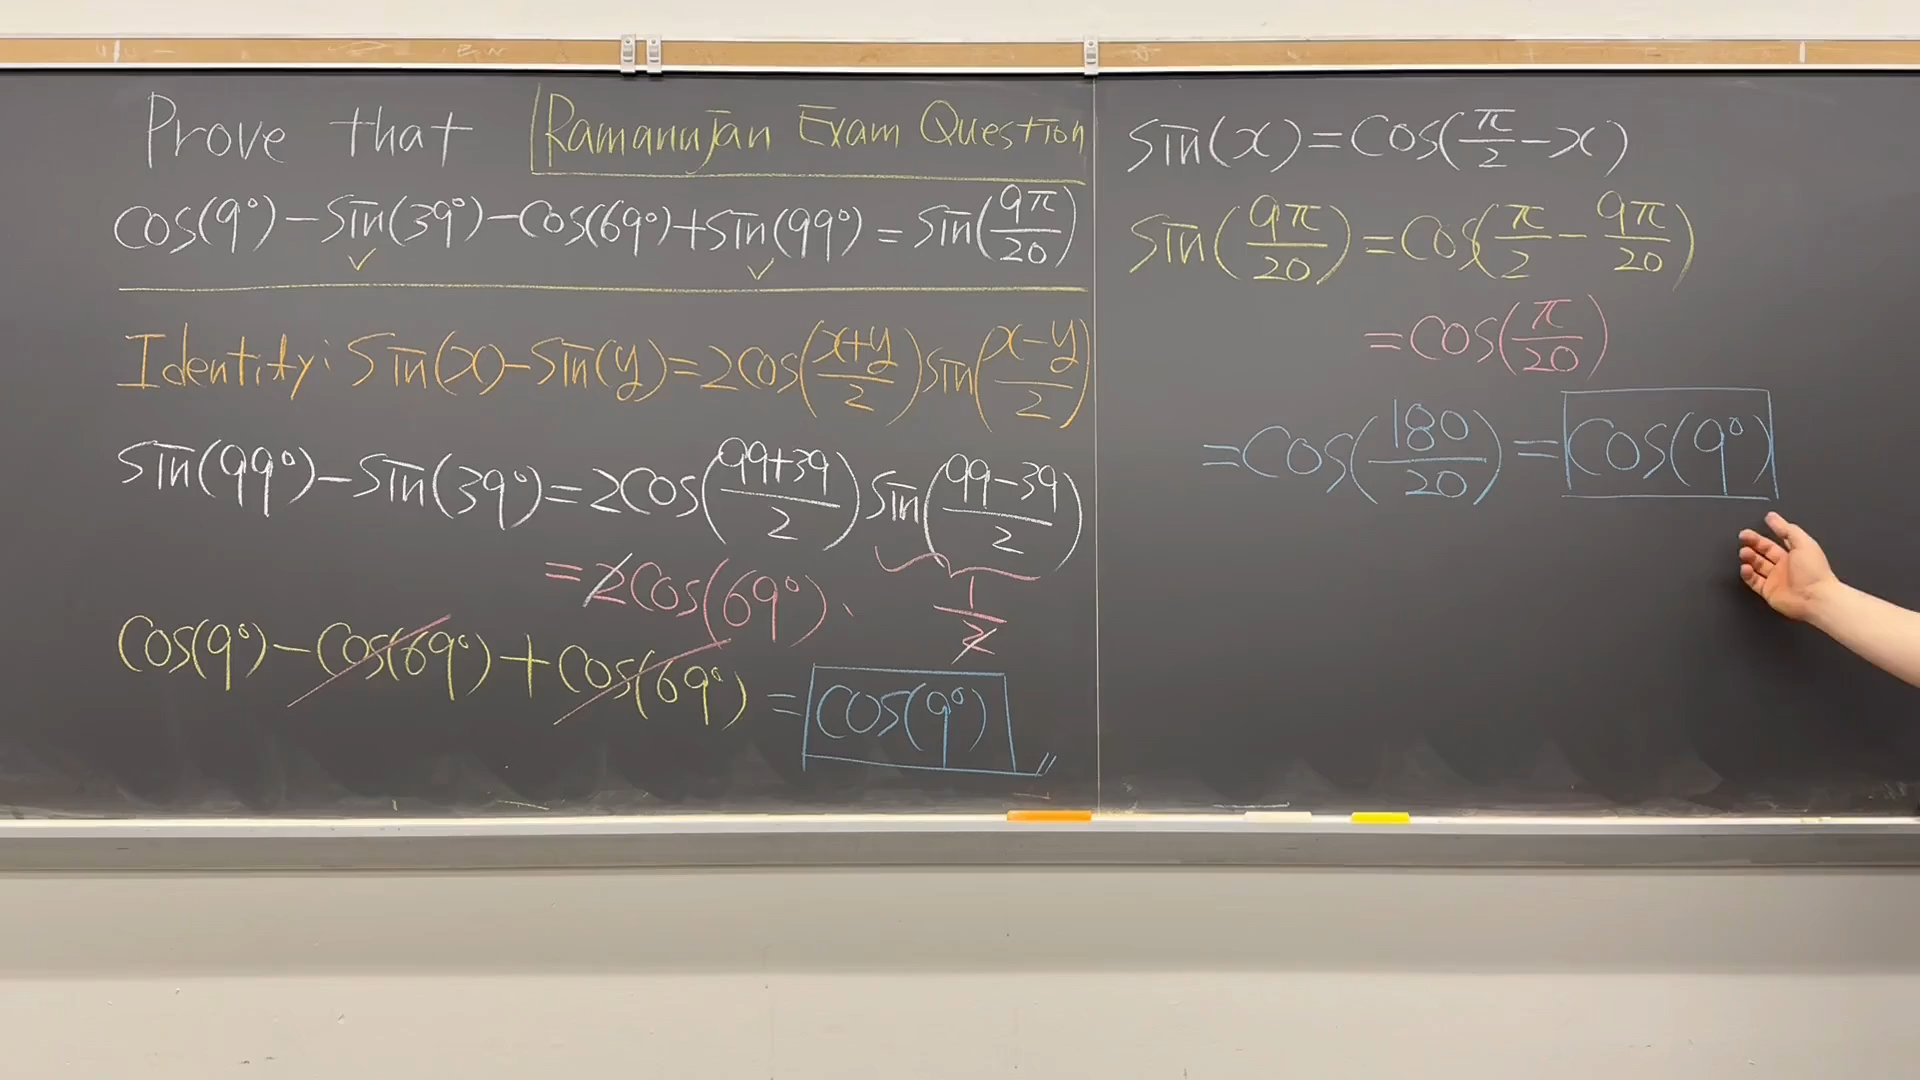 Prove that Ramanujan Exam Question
cos(9°)-sin(39°)-cos(69°)+sin(99°)=sin(9π/20)
Identity: sin(x)-sin(y)=2cos((x+y)/2)sin((x-y)/2)
sin(99°)-sin(39°)=2cos((99+39)/2)sin((99-39)/2)
=2cos(69°)·1/2
cos(9°)-cos(69°)+cos(69°)=cos(9°)
sin(x)=cos(π/2-x)
sin(9π/20)=cos(π/2-9π/20)
=cos(π/20)
=cos(180/20)=cos(9°)